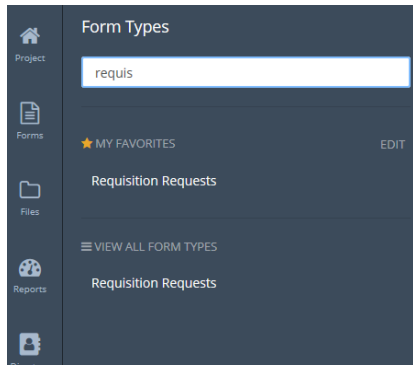 Form Types
Project
requis
Forms
MY FAVORITES EDIT
Requisition Requests
Files
VIEW ALL FORM TYPES
Reports
Requisition Requests